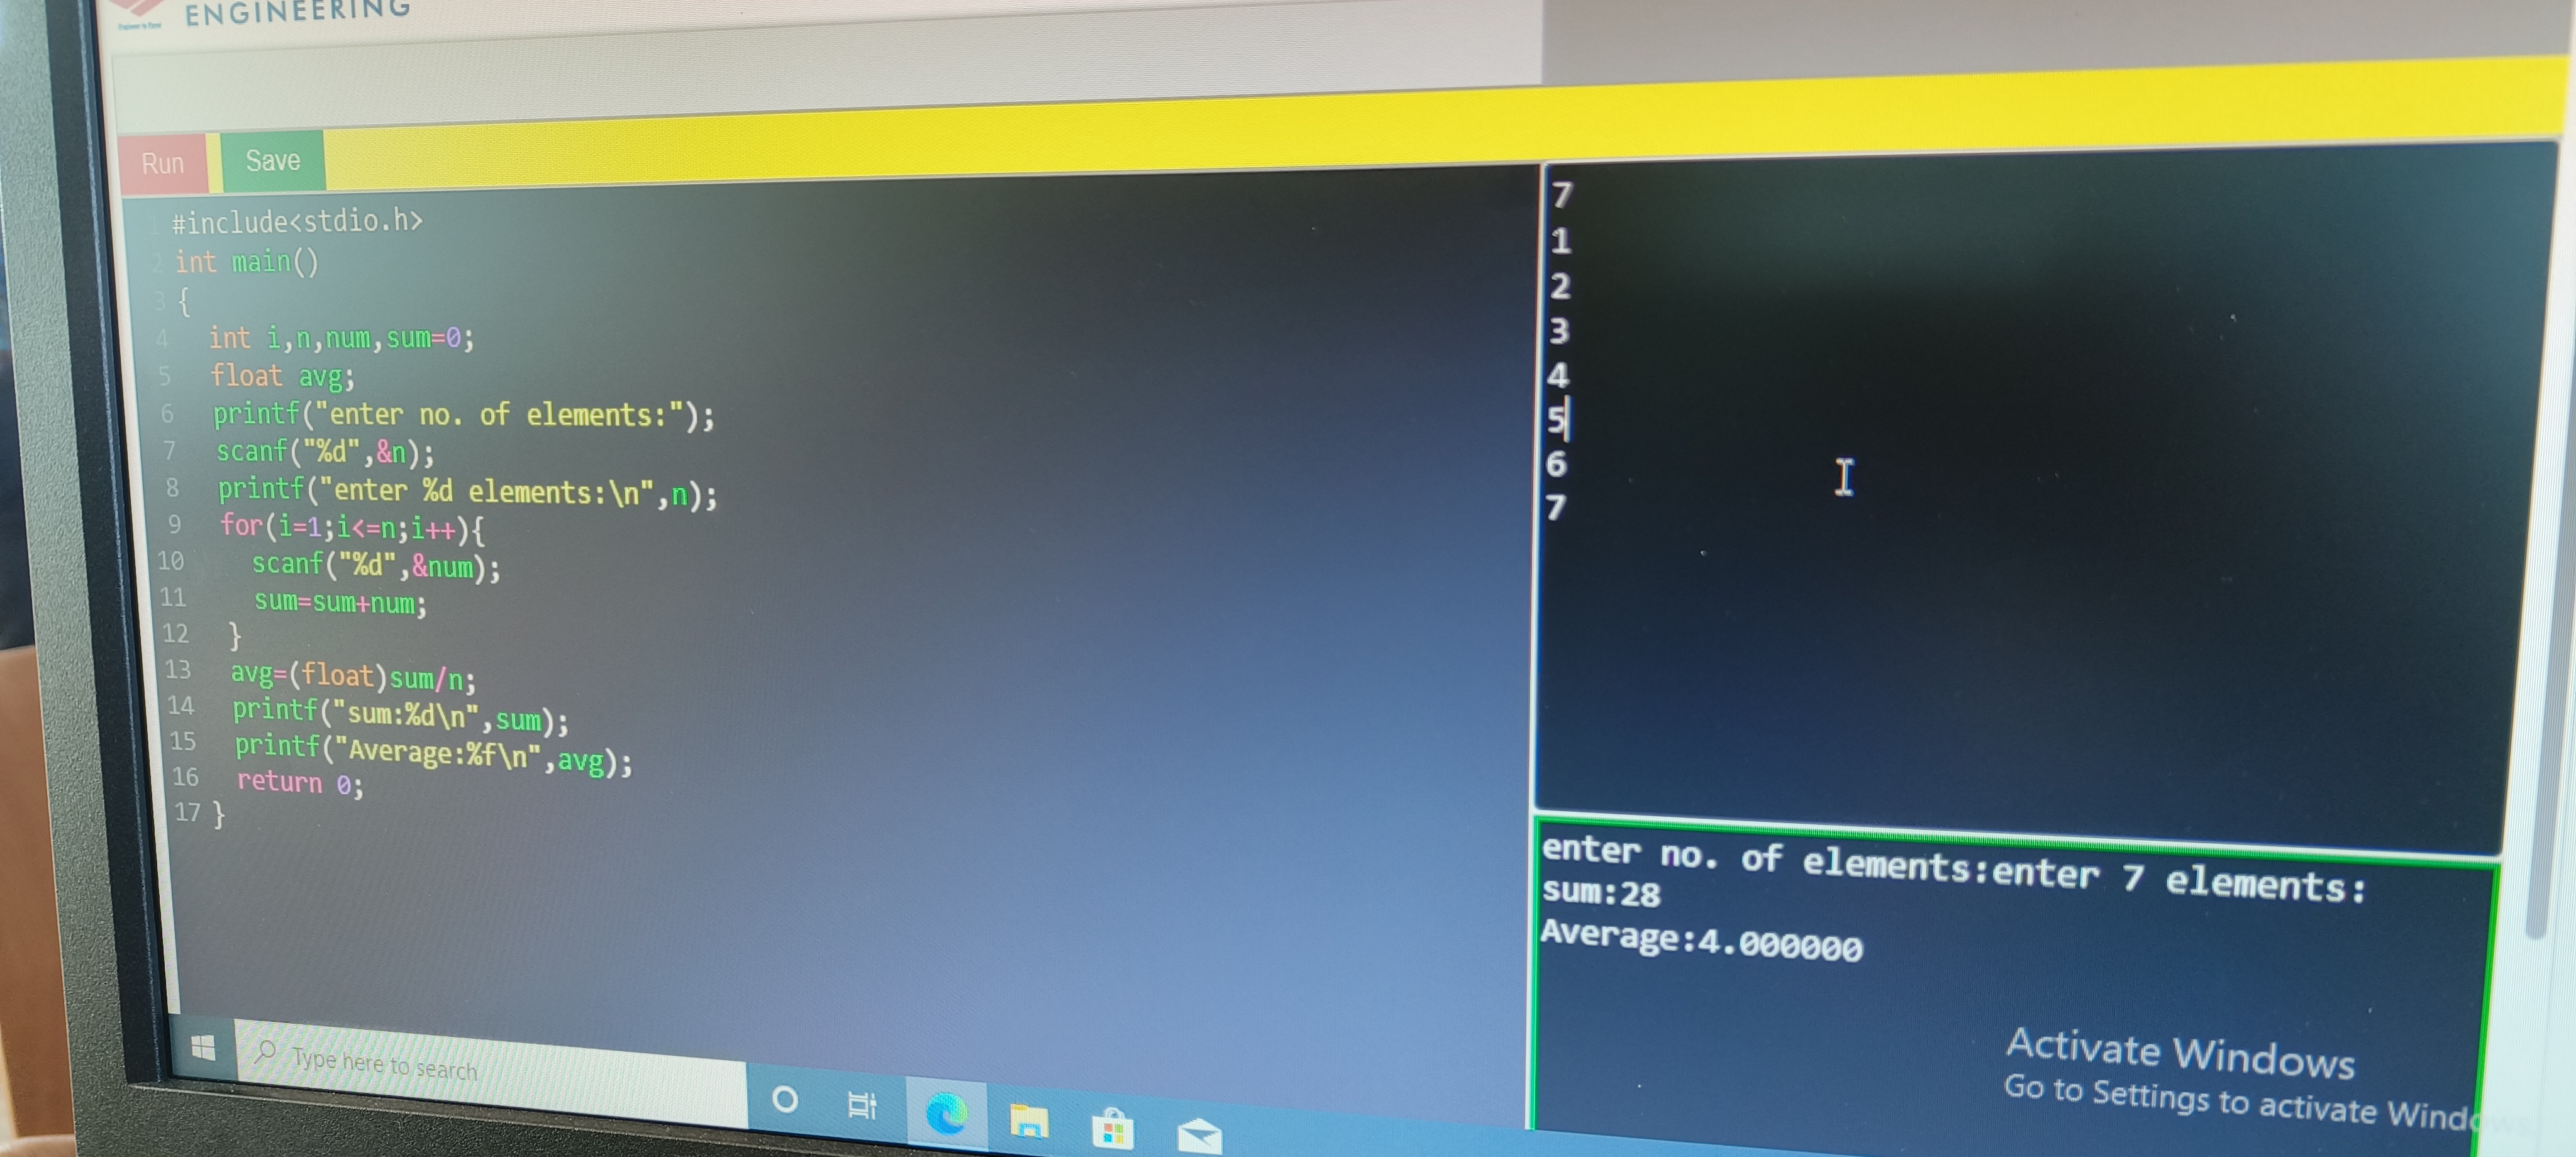 ENGINEERING
Run
Save
1 #include<stdio.h>
2 int main()
3 {
4 int i,n,num,sum=0;
5 float avg;
6 printf("enter no. of elements:");
7 scanf("%d",&n);
8 printf("enter %d elements:\n",n);
9 for(i=1;i<=n;i++){
10 scanf("%d",&num);
11 sum=sum+num;
12 }
13 avg=(float)sum/n;
14 printf("sum:%d\n",sum);
15 printf("Average:%f\n",avg);
16 return 0;
17 }
7
1
2
3
4
5
6
7
enter no. of elements:enter 7 elements:
sum:28
Average:4.000000
Activate Windows
Go to Settings to activate Windows.
Type here to search